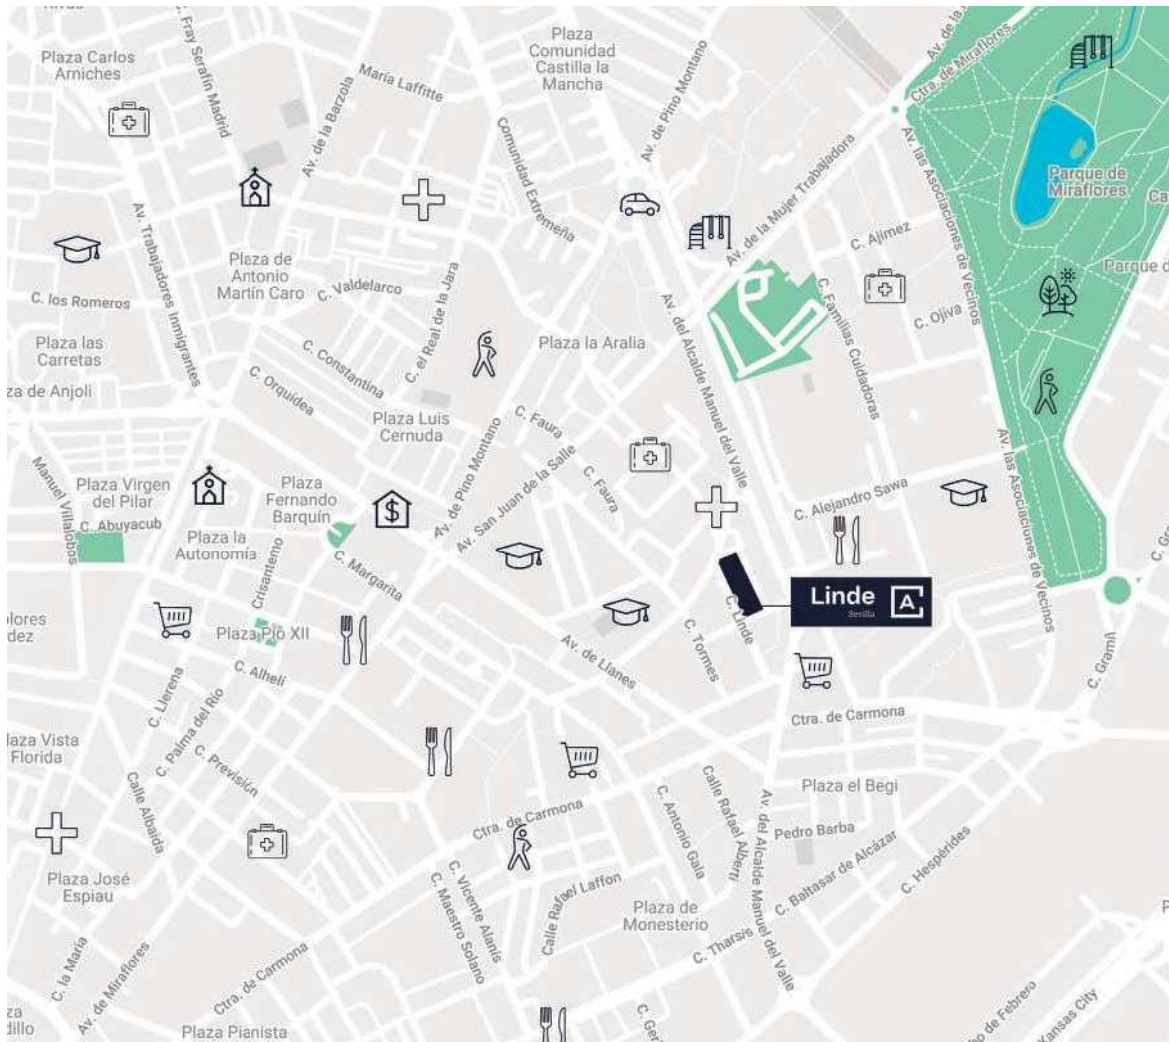 Plaza Carlos
Arniches
C. Fray Serafín Madrid
María Laffitte
Av. de la Barzola
Plaza
Comunidad
Castilla la
Mancha
Av. de Pino Montano
Ctra. de Miraflores
Comunidad Extremeña
Av. de la Mujer Trabajadora
Av. las Asociaciones de Vecinos
Parque de
Miraflores
Av. Trabajadores Inmigrantes
C. los Romeros
Plaza de
Antonio
Martín Caro
C. Valdelarco
C. el Real de la Jara
C. Ajimez
C. Ojiva
C. Familias Cuidadoras
Plaza las
Carretas
C. Constantina
C. Orquidea
Plaza la Aralia
Av. del Alcalde Manuel del Valle
Plaza Luis
Cernuda
C. Faura
Av. de Pino Montano
Av. San Juan de la Salle
C. Faura
Manuel Villalobos
Plaza Virgen
del Pilar
C. Abuyacub
Plaza
Fernando
Barquín
Plaza la
Autonomía
C. Alejandro Sawa
Av. las Asociaciones de Vecinos
Crisantemo
C. Margarita
Linde
Sevilla
A
C. Linde
C. Tormes
Plaza Pío XII
C. Alheli
Av. de Llanes
C. Llerena
C. Palma del Río
Ctra. de Carmona
C. Previsión
Calle Albaida
Plaza el Begi
Ctra. de Carmona
C. Antonio Gala
Calle Rafael Alberti
Av. del Alcalde Manuel del Valle
Pedro Barba
C. Baltasar de Alcázar
C. Hespérides
Plaza José
Espiau
C. Vicente Alanís
C. Maestro Solano
Calle Rafael Laffon
Plaza de
Monesterio
C. Tharsis
C. la María
Av. de Miraflores
Ctra. de Carmona
Plaza Pianista
Kansas City